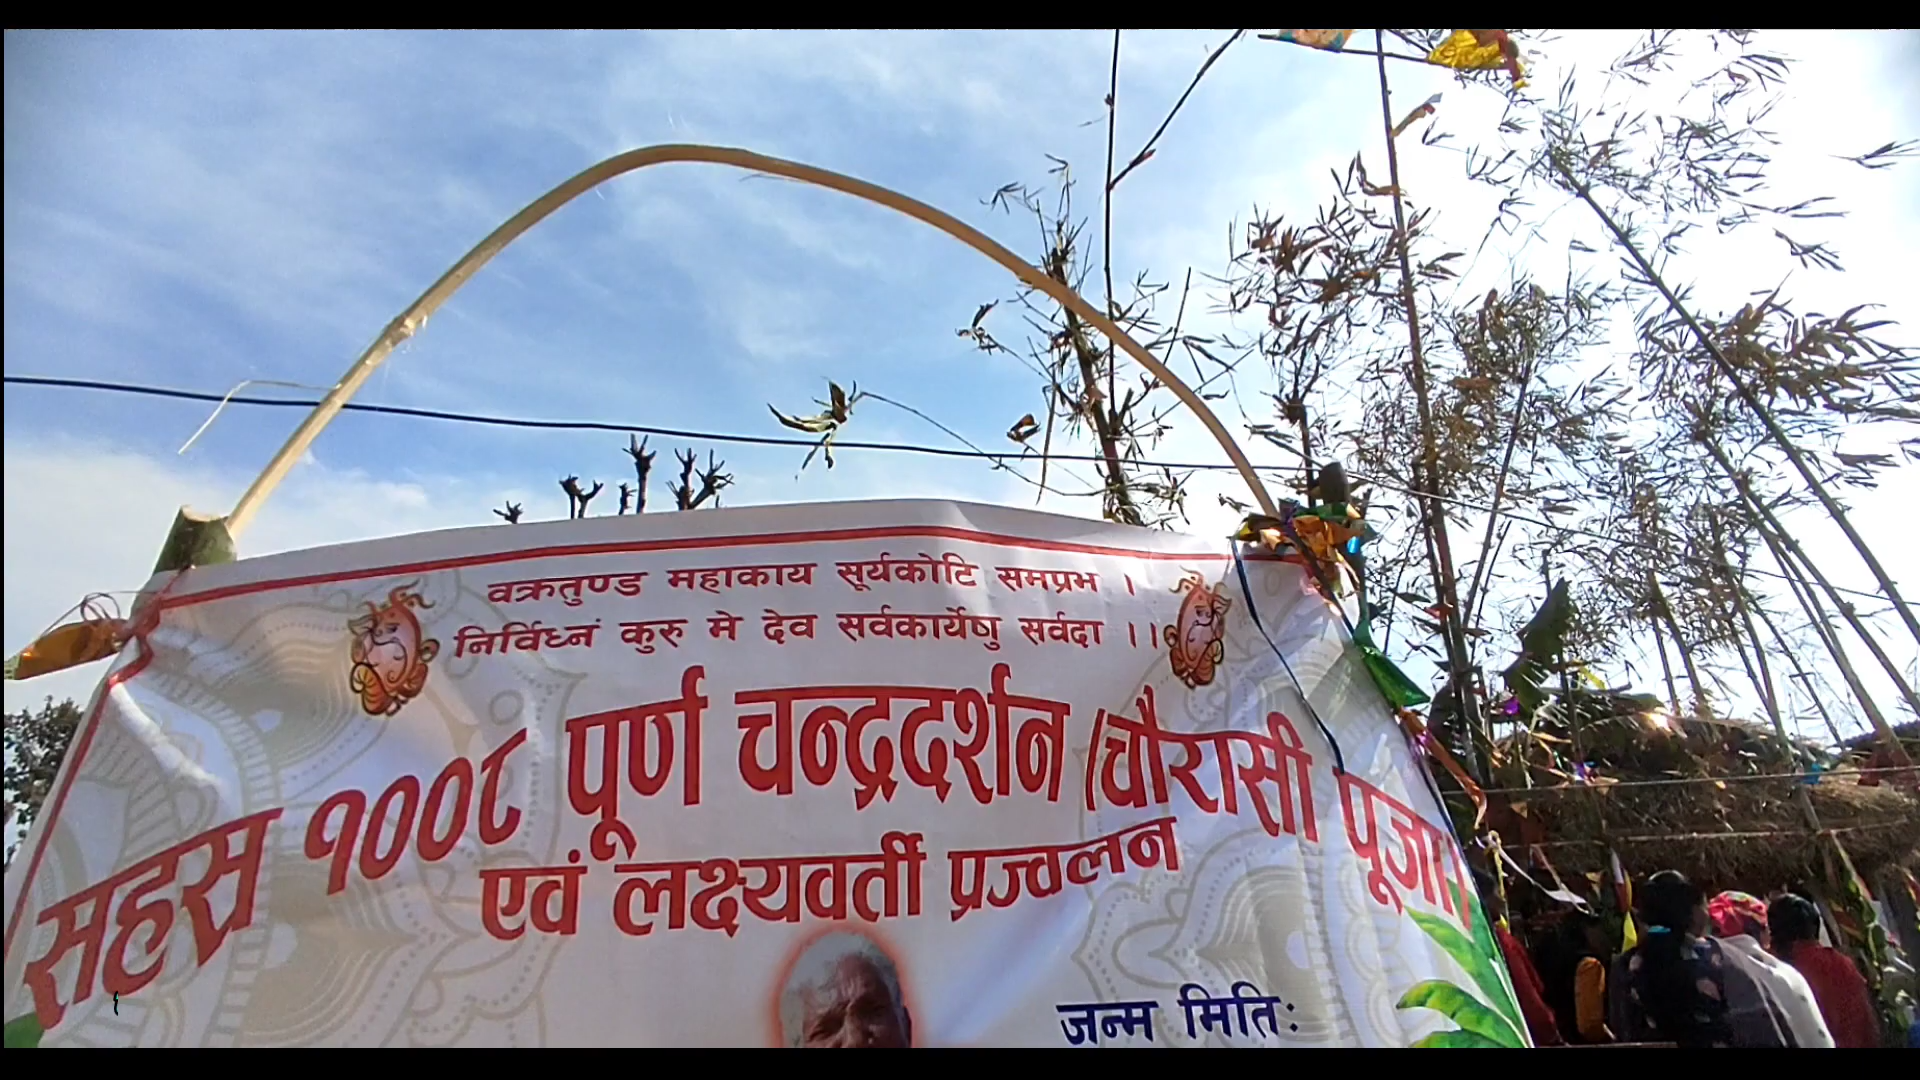 वक्रतुण्ड महाकाय सूर्यकोटि समप्रभ ।
निर्विध्नं कुरु मे देव सर्वकार्येषु सर्वदा ।।
सहस १००८ पूर्ण चन्द्रदर्शन (चौरासी पूजा)
एवं लक्ष्यवर्ती प्रज्वलन
जन्म मितिः